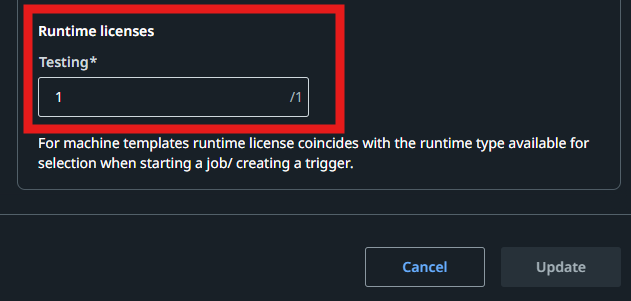 Runtime licenses
Testing*
1 /1
For machine templates runtime license coincides with the runtime type available for
selection when starting a job/ creating a trigger.
Cancel Update